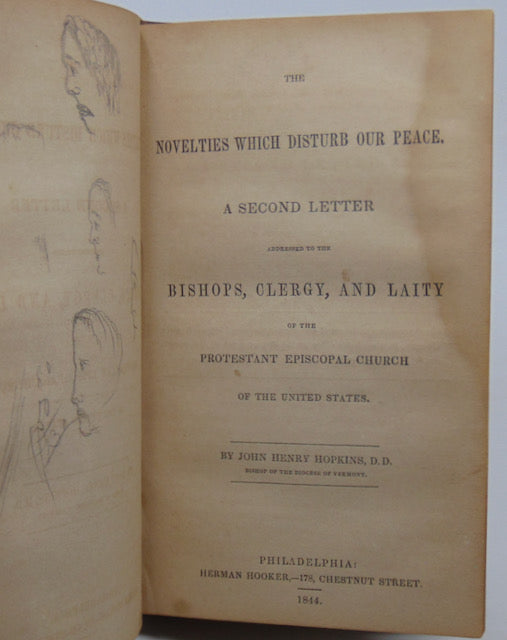 THE
NOVELTIES WHICH DISTURB OUR PEACE.
A SECOND LETTER
ADDRESSED TO THE
BISHOPS, CLERGY, AND LAITY
OF THE
PROTESTANT EPISCOPAL CHURCH
OF THE UNITED STATES.
BY JOHN HENRY HOPKINS, D.D.
BISHOP OF THE DIOCESE OF VERMONT.
PHILADELPHIA:
HERMAN HOOKER,—178, CHESTNUT STREET.
1844.